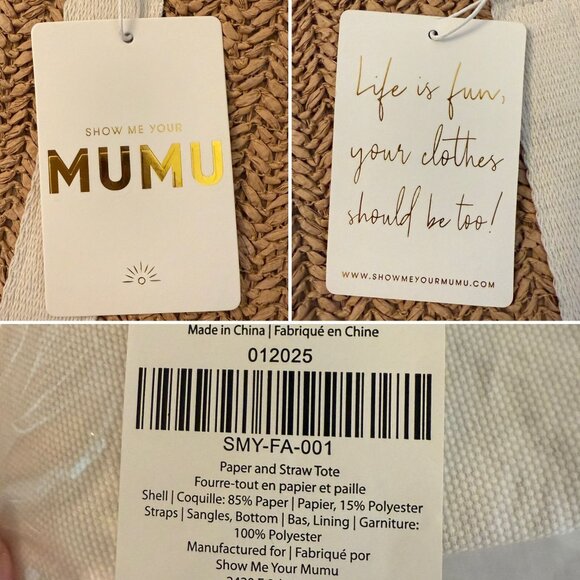 SHOW ME YOUR
MUMU
Life is fun,
your clothes
should be too!
WWW.SHOWMEYOURMUMU.COM
Made in China | Fabriqué en Chine
012025
SMY-FA-001
Paper and Straw Tote
Fourre-tout en papier et paille
Shell | Coquille: 85% Paper | Papier, 15% Polyester
Straps | Sangles, Bottom | Bas, Lining | Garniture:
100% Polyester
Manufactured for | Fabriqué por
Show Me Your Mumu